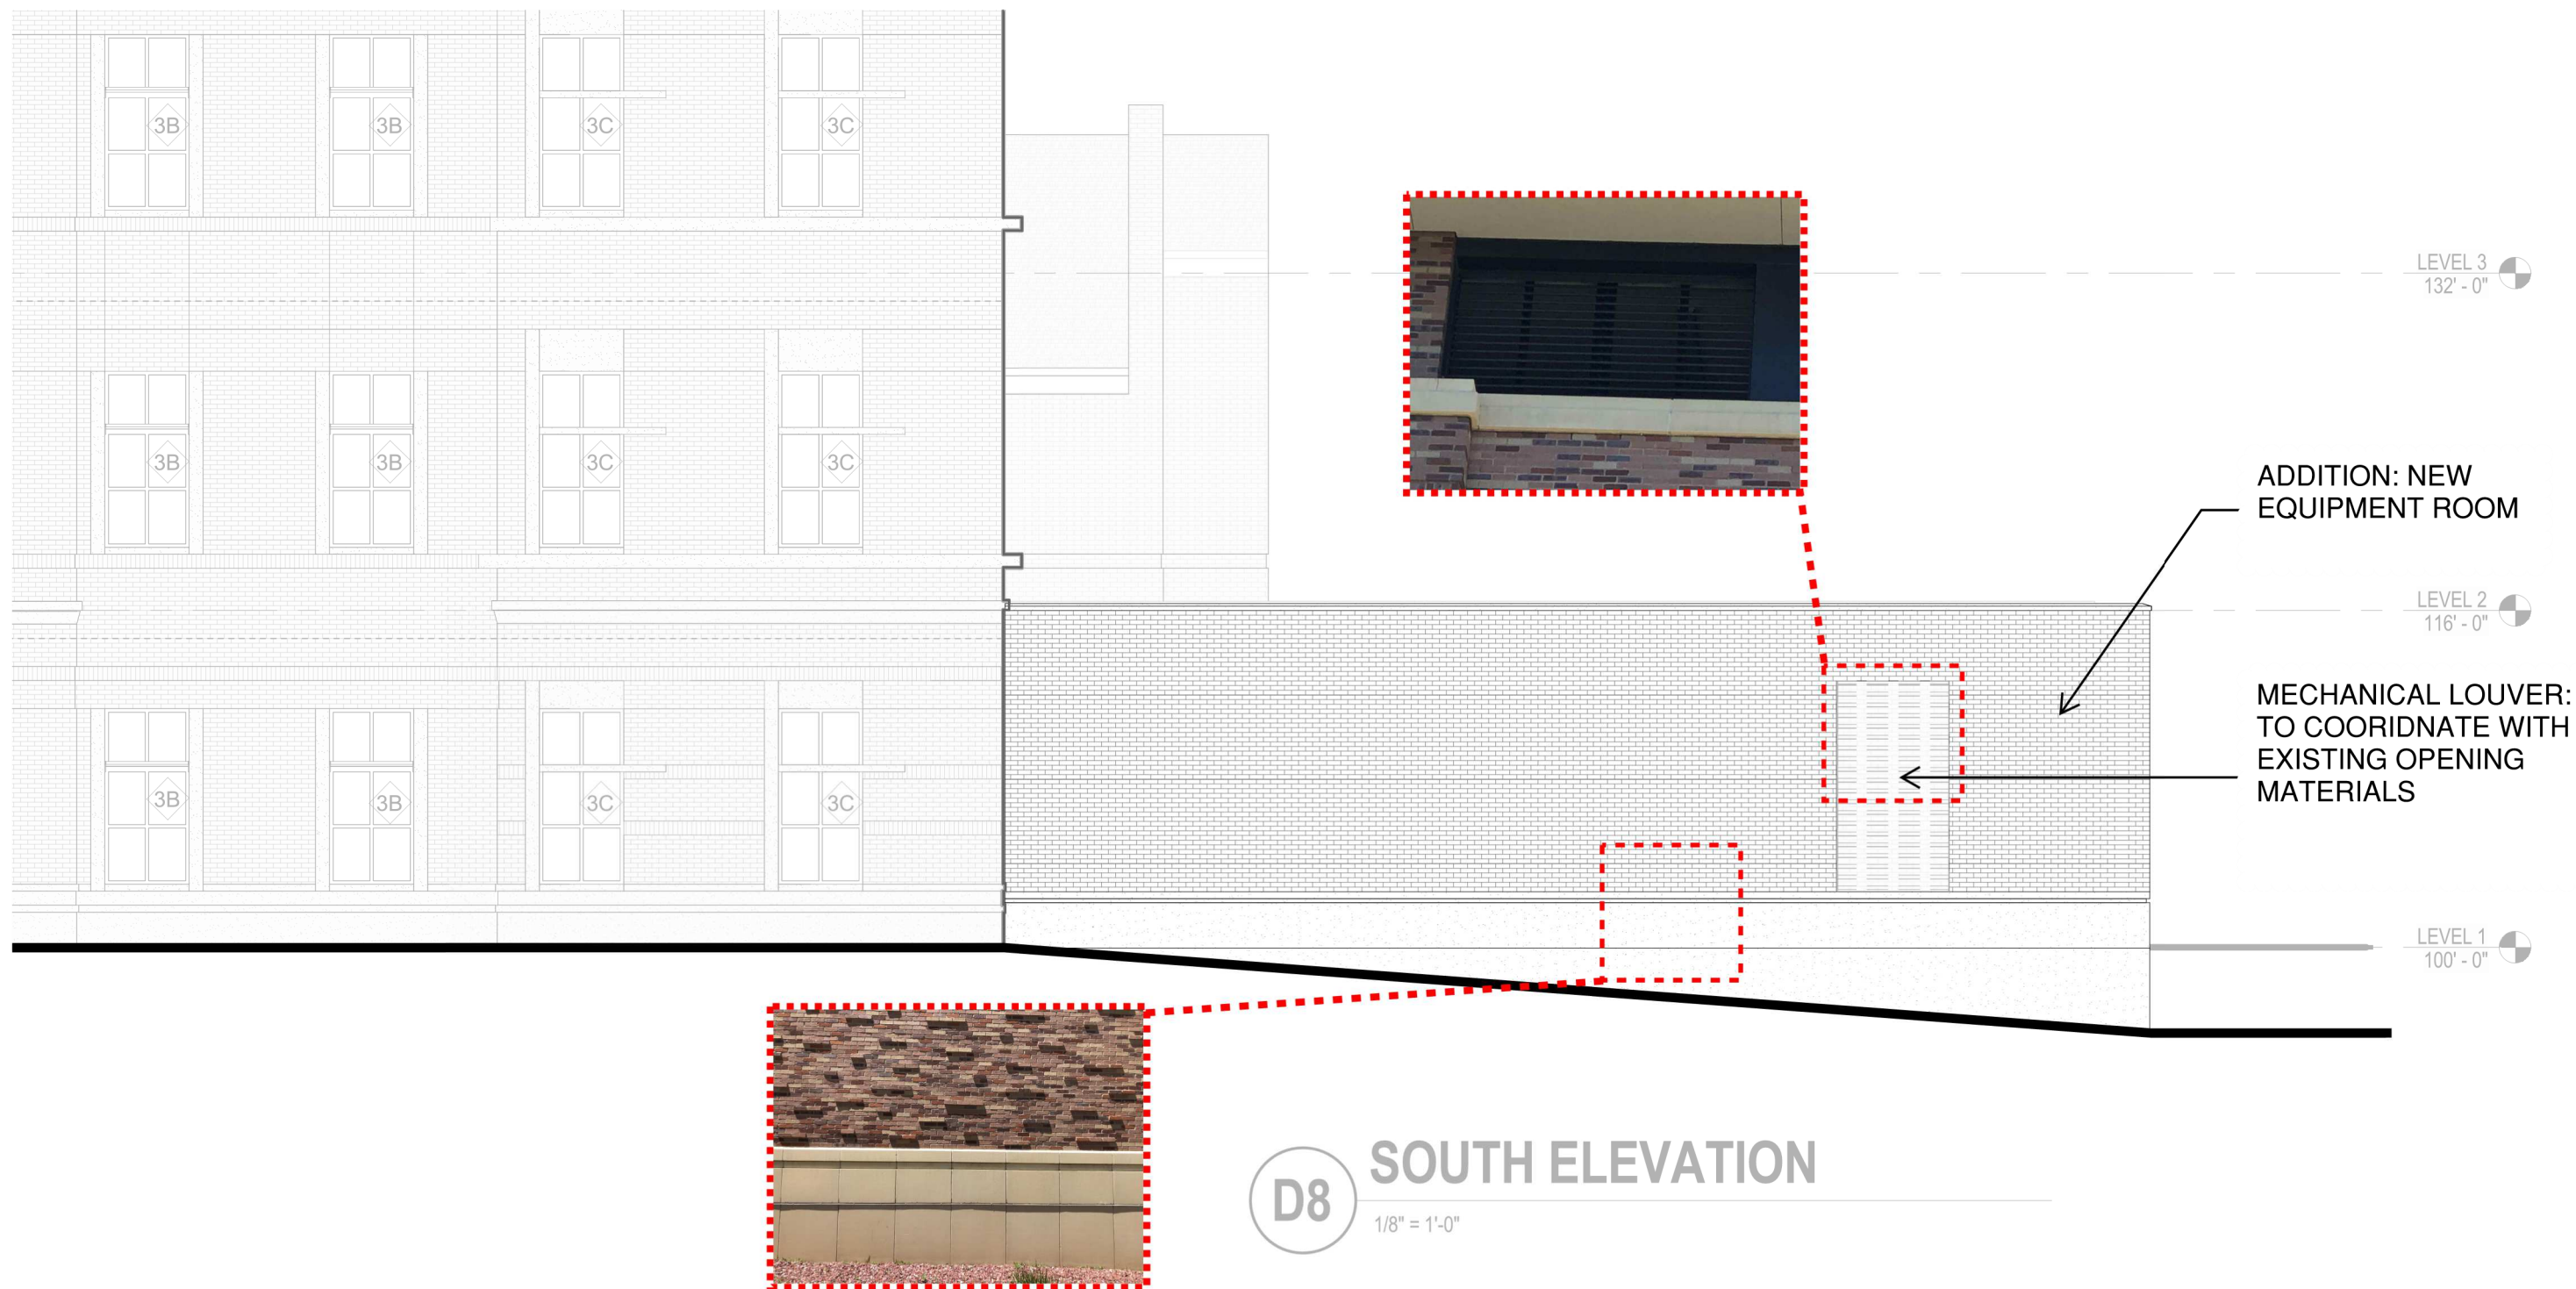 3B
3B
3C
3C
LEVEL 3
132' - 0"
3B
3B
3C
3C
ADDITION: NEW
EQUIPMENT ROOM
LEVEL 2
116' - 0"
MECHANICAL LOUVER:
TO COORIDNATE WITH
EXISTING OPENING
MATERIALS
3B
3B
3C
3C
LEVEL 1
100' - 0"
D8
SOUTH ELEVATION
1/8" = 1'-0"